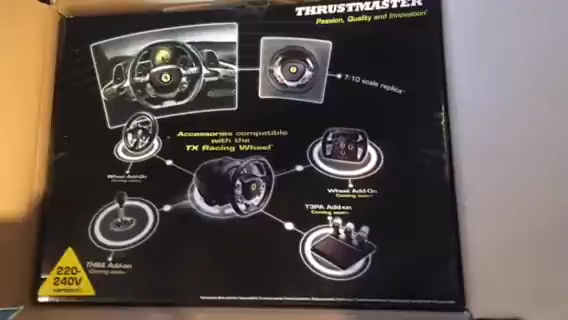 THRUSTMASTER
Passion, Quality and Innovation
7:10 scale replica
Accessories compatible
with the
TX Racing Wheel
Wheel Add-On
Coming soon
Wheel Add-On
Coming soon
T3PA Add-on
Coming soon
TH8A Add-on
Coming soon
220-
240V